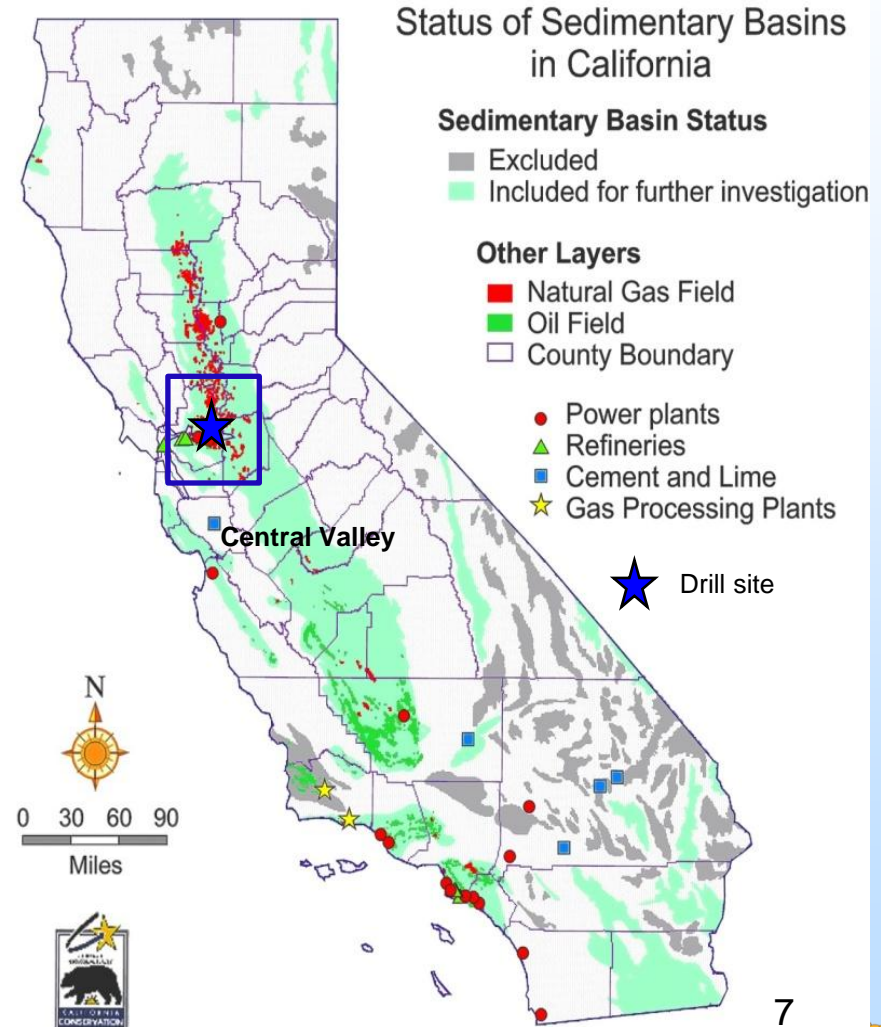 Status of Sedimentary Basins
in California
Sedimentary Basin Status
Excluded
Included for further investigation
Other Layers
Natural Gas Field
Oil Field
County Boundary
Power plants
Refineries
Cement and Lime
Gas Processing Plants
Drill site
Central Valley
N
0 30 60 90
Miles
CALIFORNIA
CONSERVATION
7